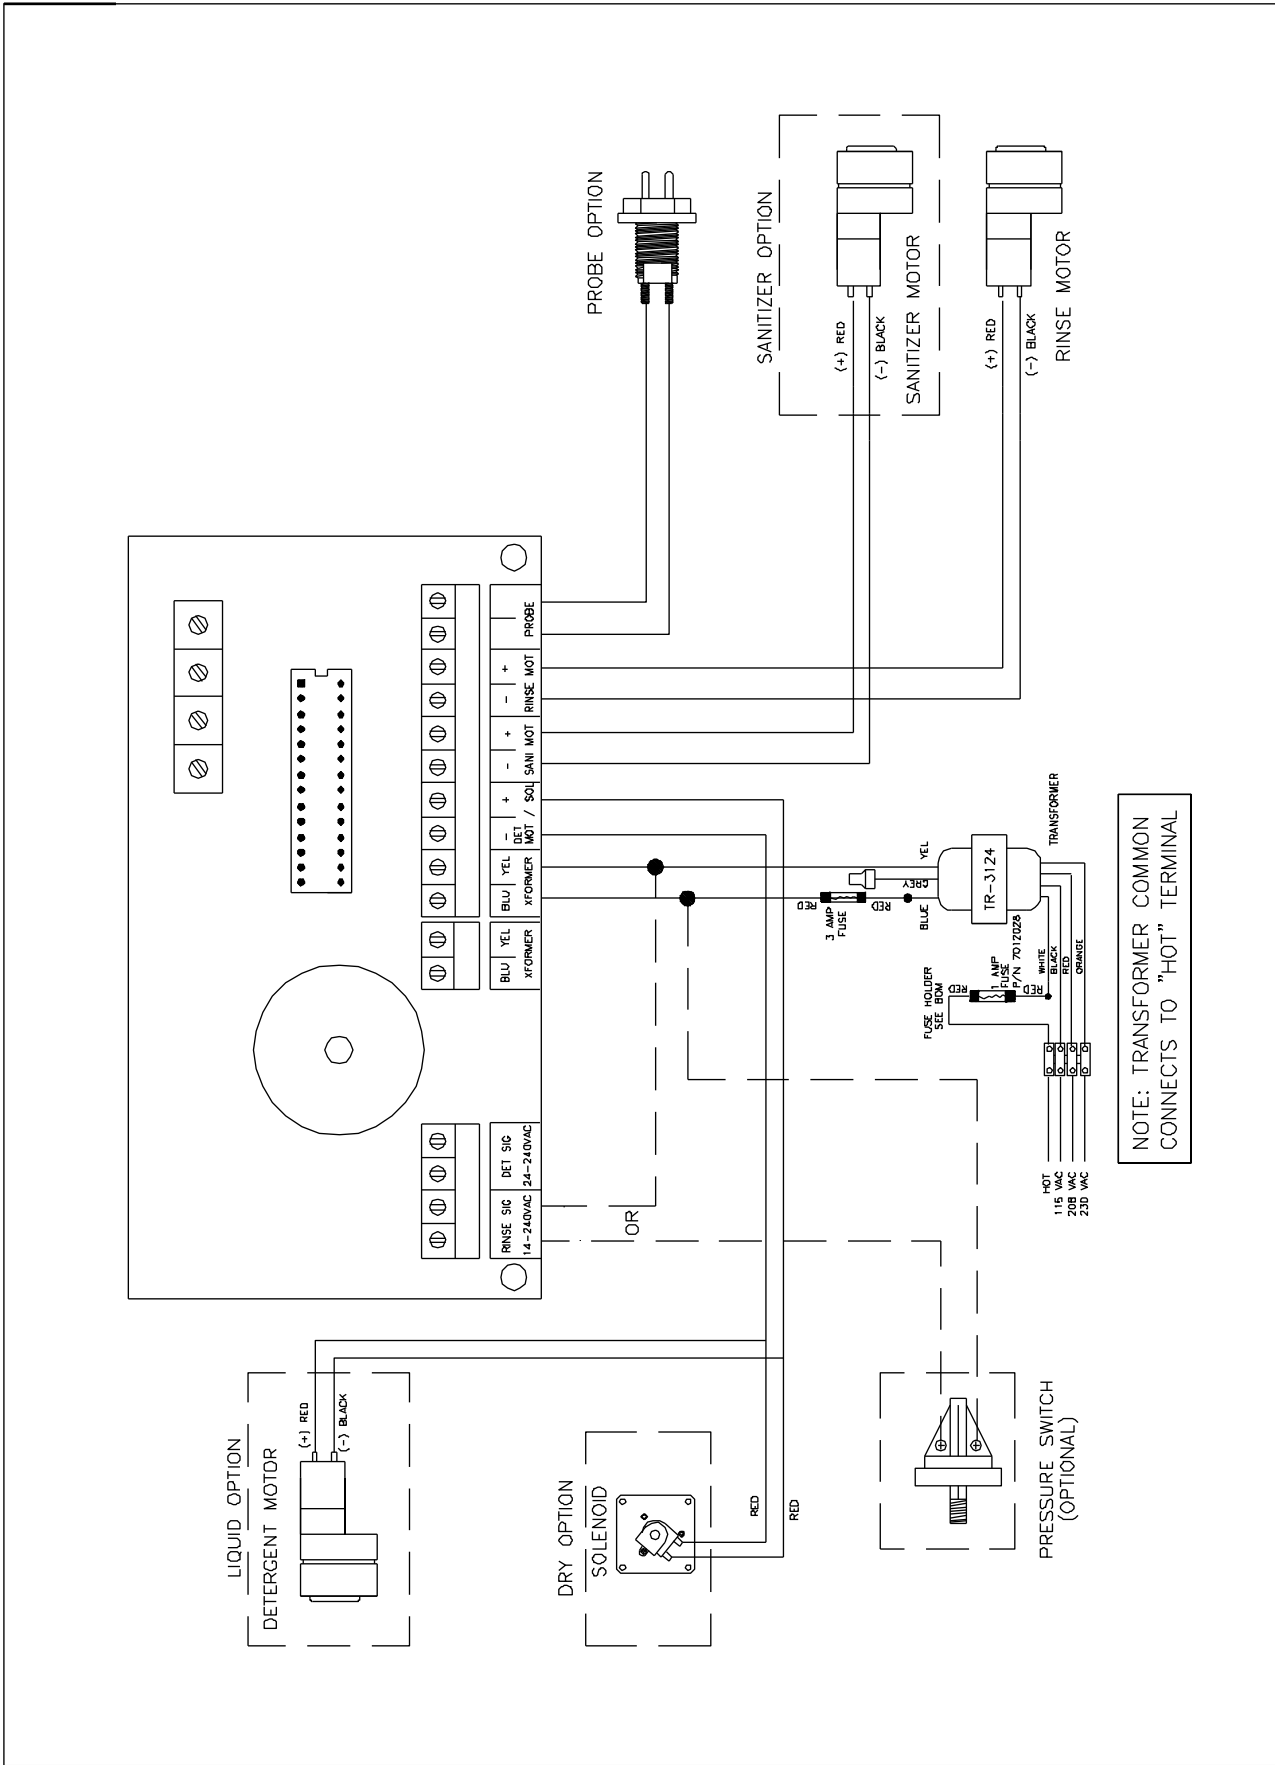 LIQUID OPTION
DETERGENT MOTOR
(+) RED
(-) BLACK
DRY OPTION
SOLENOID
RED
RED
PRESSURE SWITCH
(OPTIONAL)
RINSE SIG
14-240VAC
DET SIG
24-240VAC
BLU
YEL
XFORMER
BLU
YEL
XFORMER
-
+
DET
MOT / SOL
-
+
SANI MOT
-
+
RINSE MOT
PROBE
OR
PROBE OPTION
SANITIZER OPTION
(+) RED
(-) BLACK
SANITIZER MOTOR
(+) RED
(-) BLACK
RINSE MOTOR
RED
3 AMP
FUSE
RED
BLUE
GREY
YEL
TR-3124
TRANSFORMER
FUSE HOLDER
SEE BOM
RED
1 AMP
FUSE
P/N 7012028
RED
WHITE
BLACK
RED
ORANGE
HOT
115 VAC
208 VAC
230 VAC
NOTE: TRANSFORMER COMMON
CONNECTS TO "HOT" TERMINAL